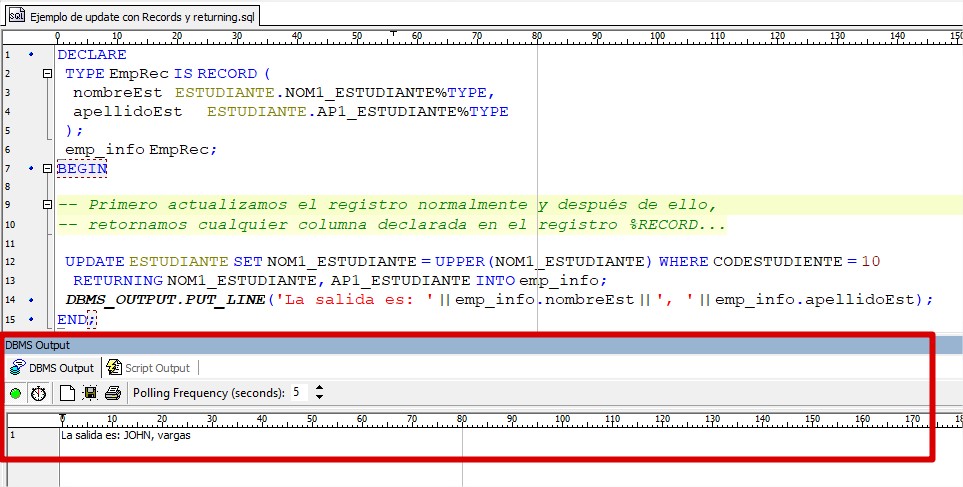 SQL Ejemplo de update con Records y returning.sql
0 10 20 30 40 50 60 70 80 90 100 110 120 130 140 150
1 DECLARE
2 TYPE EmpRec IS RECORD (
3 nombreEst ESTUDIANTE.NOM1_ESTUDIANTE%TYPE,
4 apellidoEst ESTUDIANTE.AP1_ESTUDIANTE%TYPE
5 );
6 emp_info EmpRec;
7 BEGIN
8
9 -- Primero actualizamos el registro normalmente y después de ello,
10 -- retornamos cualquier columna declarada en el registro %RECORD...
11
12 UPDATE ESTUDIANTE SET NOM1_ESTUDIANTE = UPPER(NOM1_ESTUDIANTE) WHERE CODESTUDIENTE = 10
13 RETURNING NOM1_ESTUDIANTE, AP1_ESTUDIANTE INTO emp_info;
14 DBMS_OUTPUT.PUT_LINE('La salida es: '||emp_info.nombreEst||', '||emp_info.apellidoEst);
15 END;
DBMS Output
DBMS Output Script Output
Polling Frequency (seconds): 5
0 10 20 30 40 50 60 70 80 90 100 110 120 130 140 150 160 170 180
1 La salida es: JOHN, vargas